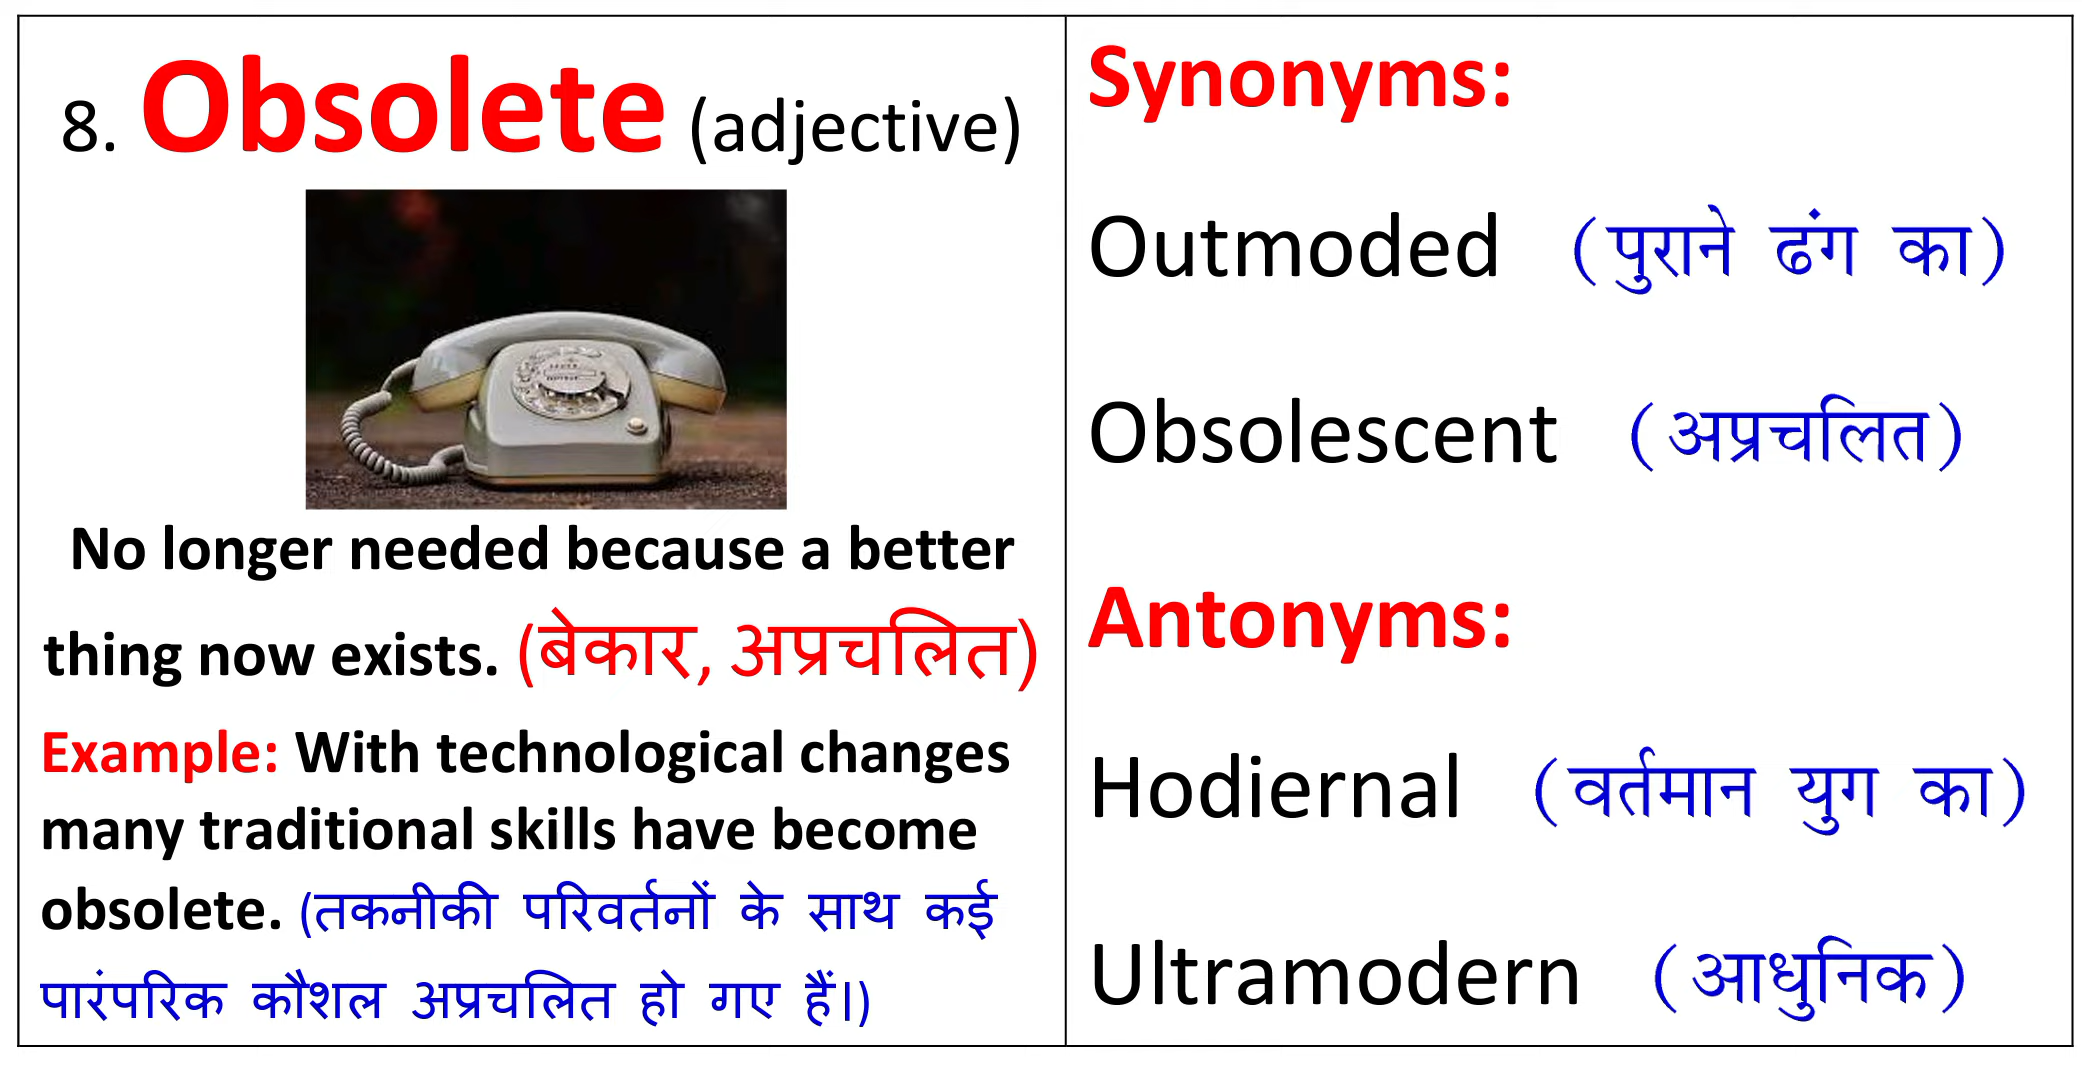 8. Obsolete (adjective)
No longer needed because a better
thing now exists. (बेकार, अप्रचलित)
Example: With technological changes
many traditional skills have become
obsolete. (तकनीकी परिवर्तनों के साथ कई
पारंपरिक कौशल अप्रचलित हो गए हैं।)
Synonyms:
Outmoded (पुराने ढंग का)
Obsolescent (अप्रचलित)
Antonyms:
Hodiernal (वर्तमान युग का)
Ultramodern (आधुनिक)